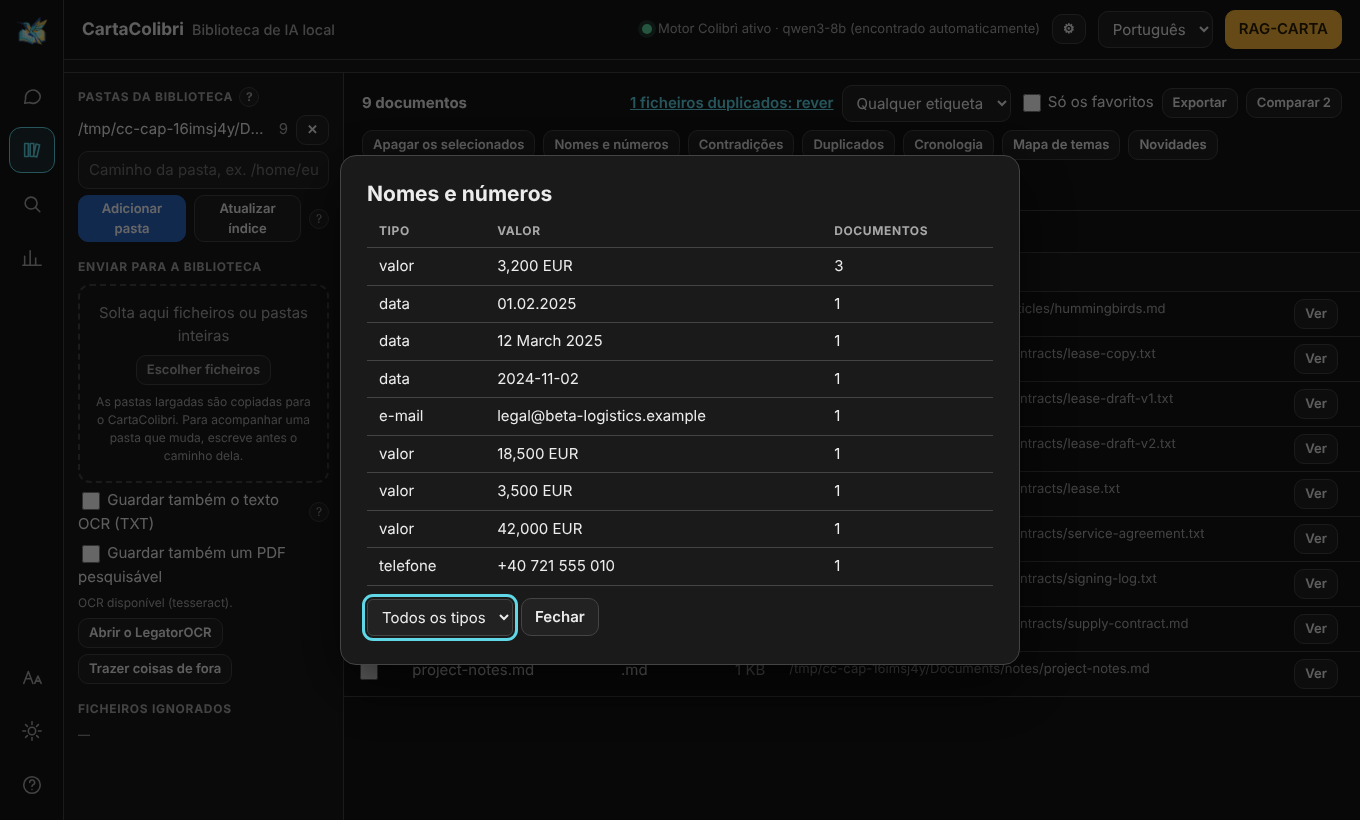 CartaColibri Biblioteca de IA local
Motor Colibri ativo · qwen3-8b (encontrado automaticamente)
Português
RAG-CARTA
PASTAS DA BIBLIOTECA ?
/tmp/cc-cap-16imsj4y/D... 9 ×
Caminho da pasta, ex. /home/eu
Adicionar pasta
Atualizar índice
?
ENVIAR PARA A BIBLIOTECA
Solta aqui ficheiros ou pastas
inteiras
Escolher ficheiros
As pastas largadas são copiadas para
o CartaColibri. Para acompanhar uma
pasta que muda, escreve antes o
caminho dela.
Guardar também o texto
OCR (TXT)
?
Guardar também um PDF
pesquisável
OCR disponível (tesseract).
Abrir o LegatorOCR
Trazer coisas de fora
FICHEIROS IGNORADOS
—
9 documentos
1 ficheiros duplicados: rever
Qualquer etiqueta
Só os favoritos
Exportar
Comparar 2
Apagar os selecionados
Nomes e números
Contradições
Duplicados
Cronologia
Mapa de temas
Novidades
Nomes e números
TIPO VALOR DOCUMENTOS
valor 3,200 EUR 3
data 01.02.2025 1
data 12 March 2025 1
data 2024-11-02 1
e-mail legal@beta-logistics.example 1
valor 18,500 EUR 1
valor 3,500 EUR 1
valor 42,000 EUR 1
telefone +40 721 555 010 1
Todos os tipos
Fechar
icles/hummingbirds.md Ver
ntracts/lease-copy.txt Ver
ntracts/lease-draft-v1.txt Ver
ntracts/lease-draft-v2.txt Ver
ntracts/lease.txt Ver
ntracts/service-agreement.txt Ver
ntracts/signing-log.txt Ver
ntracts/supply-contract.md Ver
project-notes.md .md 1 KB /tmp/cc-cap-16imsj4y/Documents/notes/project-notes.md Ver
AA